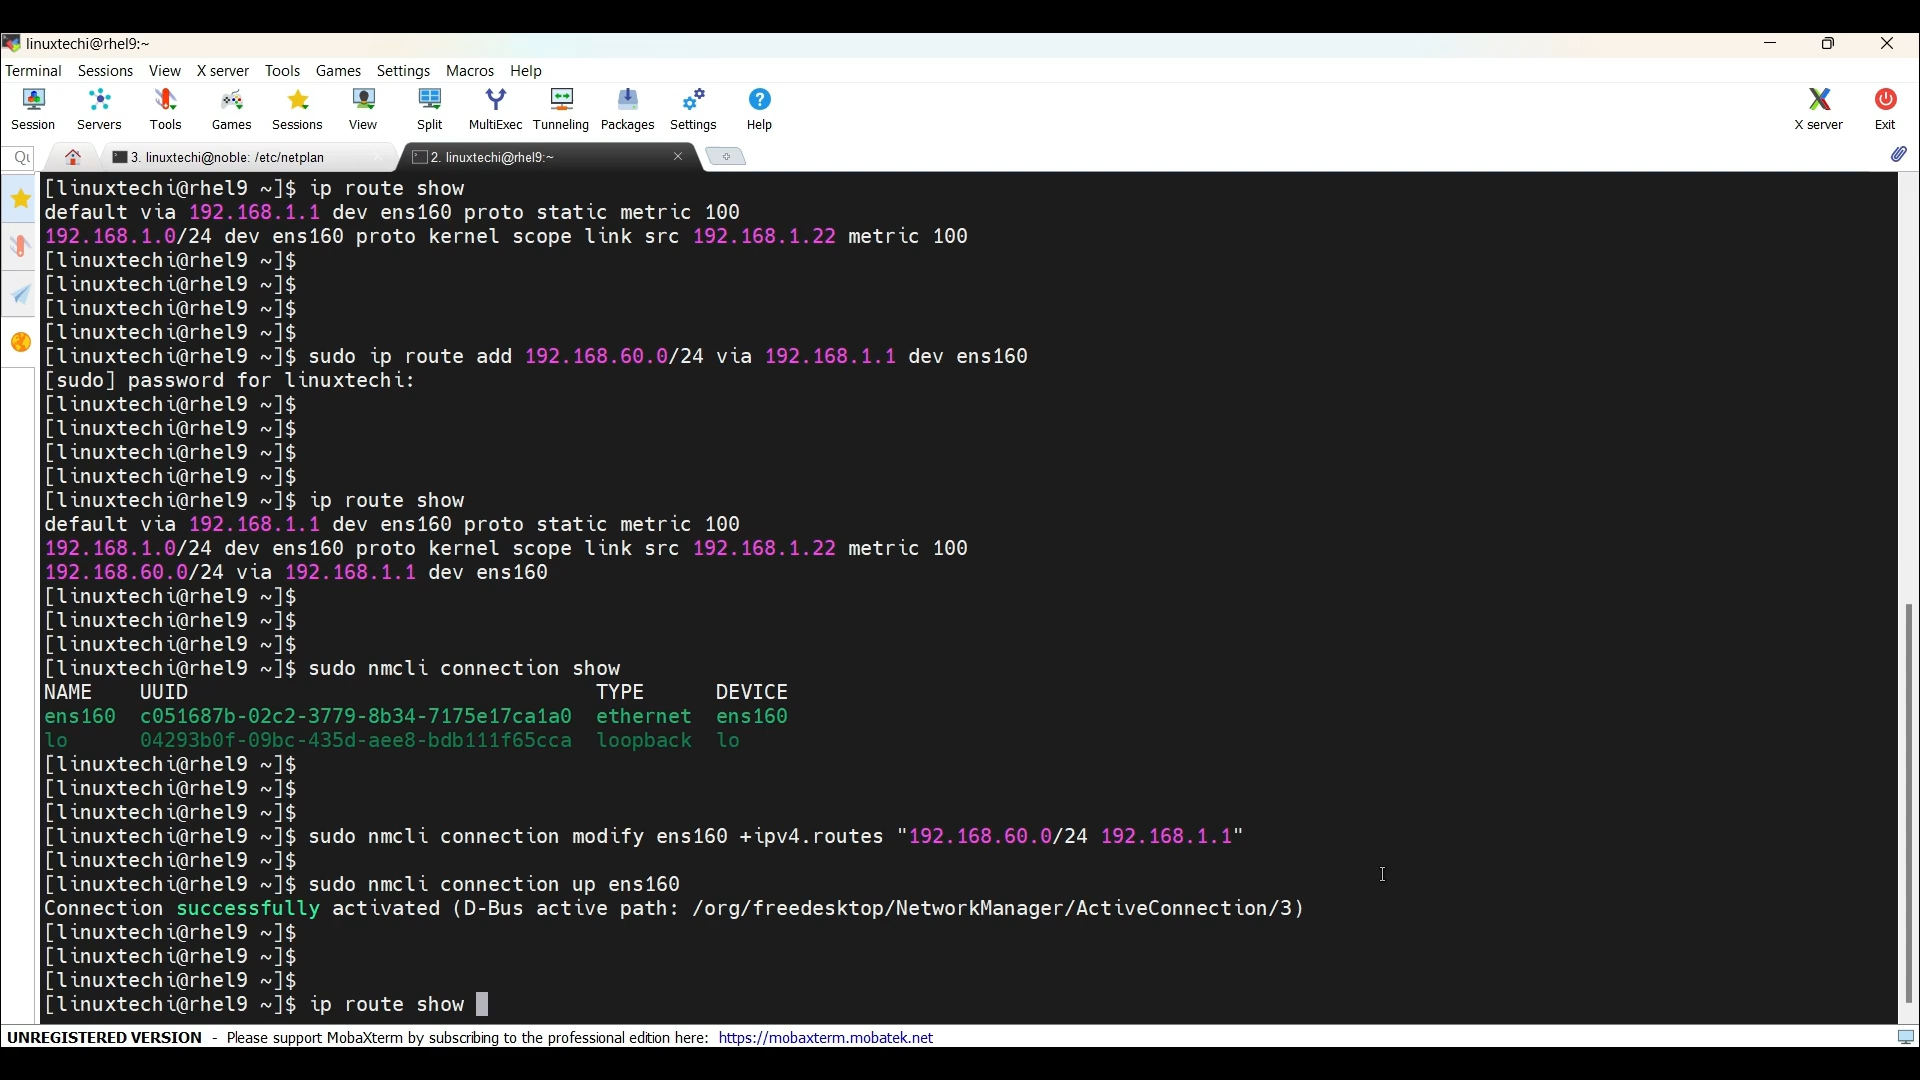 linuxtechi@rhel9:~
Terminal Sessions View X server Tools Games Settings Macros Help
Session Servers Tools Games Sessions View Split MultiExec Tunneling Packages Settings Help X server Exit
3. linuxtechi@noble: /etc/netplan 2. linuxtechi@rhel9:~
[linuxtechi@rhel9 ~]$ ip route show
default via 192.168.1.1 dev ens160 proto static metric 100
192.168.1.0/24 dev ens160 proto kernel scope link src 192.168.1.22 metric 100
[linuxtechi@rhel9 ~]$
[linuxtechi@rhel9 ~]$
[linuxtechi@rhel9 ~]$
[linuxtechi@rhel9 ~]$
[linuxtechi@rhel9 ~]$ sudo ip route add 192.168.60.0/24 via 192.168.1.1 dev ens160
[sudo] password for linuxtechi:
[linuxtechi@rhel9 ~]$
[linuxtechi@rhel9 ~]$
[linuxtechi@rhel9 ~]$
[linuxtechi@rhel9 ~]$
[linuxtechi@rhel9 ~]$ ip route show
default via 192.168.1.1 dev ens160 proto static metric 100
192.168.1.0/24 dev ens160 proto kernel scope link src 192.168.1.22 metric 100
192.168.60.0/24 via 192.168.1.1 dev ens160
[linuxtechi@rhel9 ~]$
[linuxtechi@rhel9 ~]$
[linuxtechi@rhel9 ~]$
[linuxtechi@rhel9 ~]$ sudo nmcli connection show
NAME UUID TYPE DEVICE
ens160 c051687b-02c2-3779-8b34-7175e17ca1a0 ethernet ens160
lo 04293b0f-09bc-435d-aee8-bdb111f65cca loopback lo
[linuxtechi@rhel9 ~]$
[linuxtechi@rhel9 ~]$
[linuxtechi@rhel9 ~]$
[linuxtechi@rhel9 ~]$ sudo nmcli connection modify ens160 +ipv4.routes "192.168.60.0/24 192.168.1.1"
[linuxtechi@rhel9 ~]$
[linuxtechi@rhel9 ~]$ sudo nmcli connection up ens160
Connection successfully activated (D-Bus active path: /org/freedesktop/NetworkManager/ActiveConnection/3)
[linuxtechi@rhel9 ~]$
[linuxtechi@rhel9 ~]$
[linuxtechi@rhel9 ~]$
[linuxtechi@rhel9 ~]$ ip route show
UNREGISTERED VERSION - Please support MobaXterm by subscribing to the professional edition here: https://mobaxterm.mobatek.net